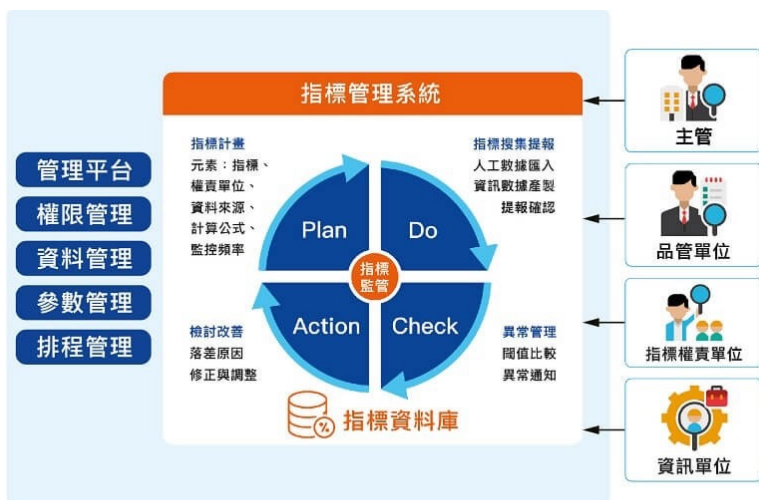 指標管理系統
管理平台
權限管理
資料管理
參數管理
排程管理
指標計畫
元素：指標、
權責單位、
資料來源、
計算公式、
監控頻率
指標搜集提報
人工數據匯入
資訊數據產製
提報確認
Plan
Do
指標
監管
Action
Check
檢討改善
落差原因
修正與調整
異常管理
閥值比較
異常通知
指標資料庫
主管
品管單位
指標權責單位
資訊單位